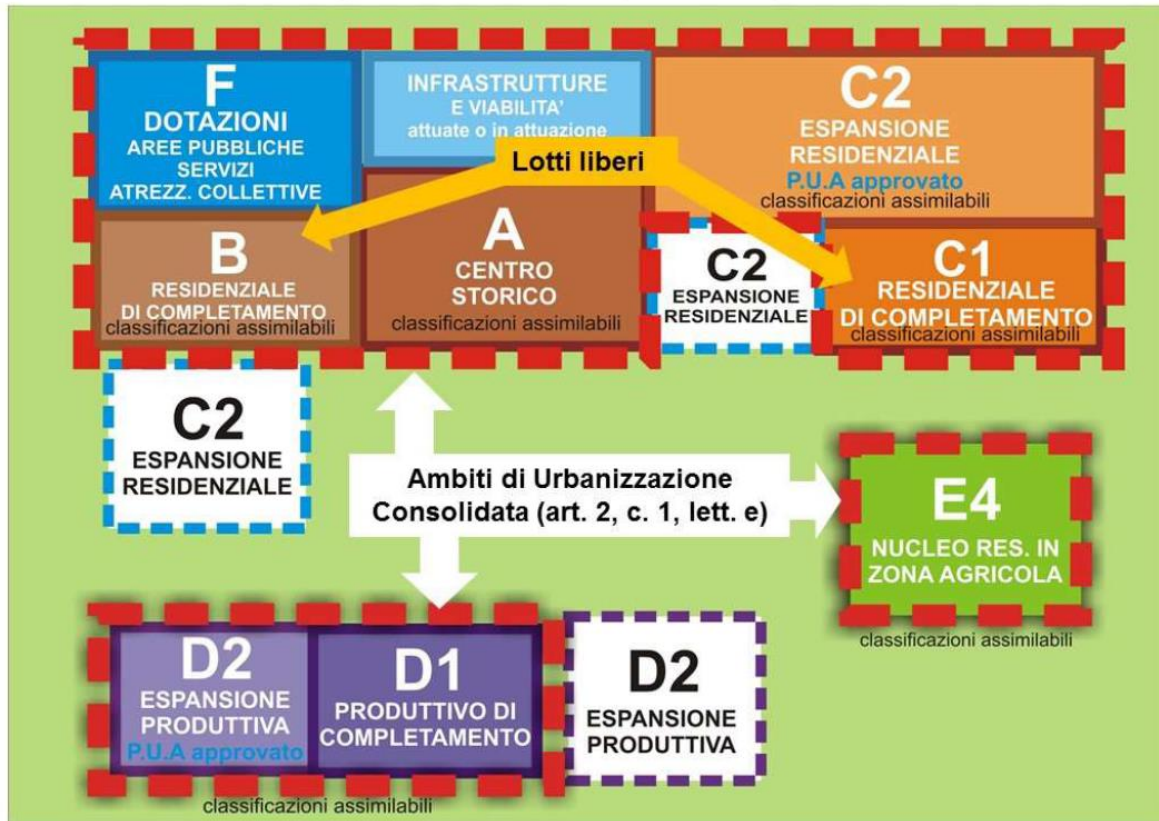 F
DOTAZIONI
AREE PUBBLICHE
SERVIZI
ATREZZ. COLLETTIVE
INFRASTRUTTURE
E VIABILITA'
attuate o in attuazione
C2
ESPANSIONE
RESIDENZIALE
P.U.A approvato
classificazioni assimilabili
Lotti liberi
B
RESIDENZIALE
DI COMPLETAMENTO
classificazioni assimilabili
A
CENTRO
STORICO
classificazioni assimilabili
C2
ESPANSIONE
RESIDENZIALE
C1
RESIDENZIALE
DI COMPLETAMENTO
classificazioni assimilabili
C2
ESPANSIONE
RESIDENZIALE
Ambiti di Urbanizzazione
Consolidata (art. 2, c. 1, lett. e)
E4
NUCLEO RES. IN
ZONA AGRICOLA
classificazioni assimilabili
D2
ESPANSIONE
PRODUTTIVA
P.U.A approvato
D1
PRODUTTIVO DI
COMPLETAMENTO
classificazioni assimilabili
D2
ESPANSIONE
PRODUTTIVA